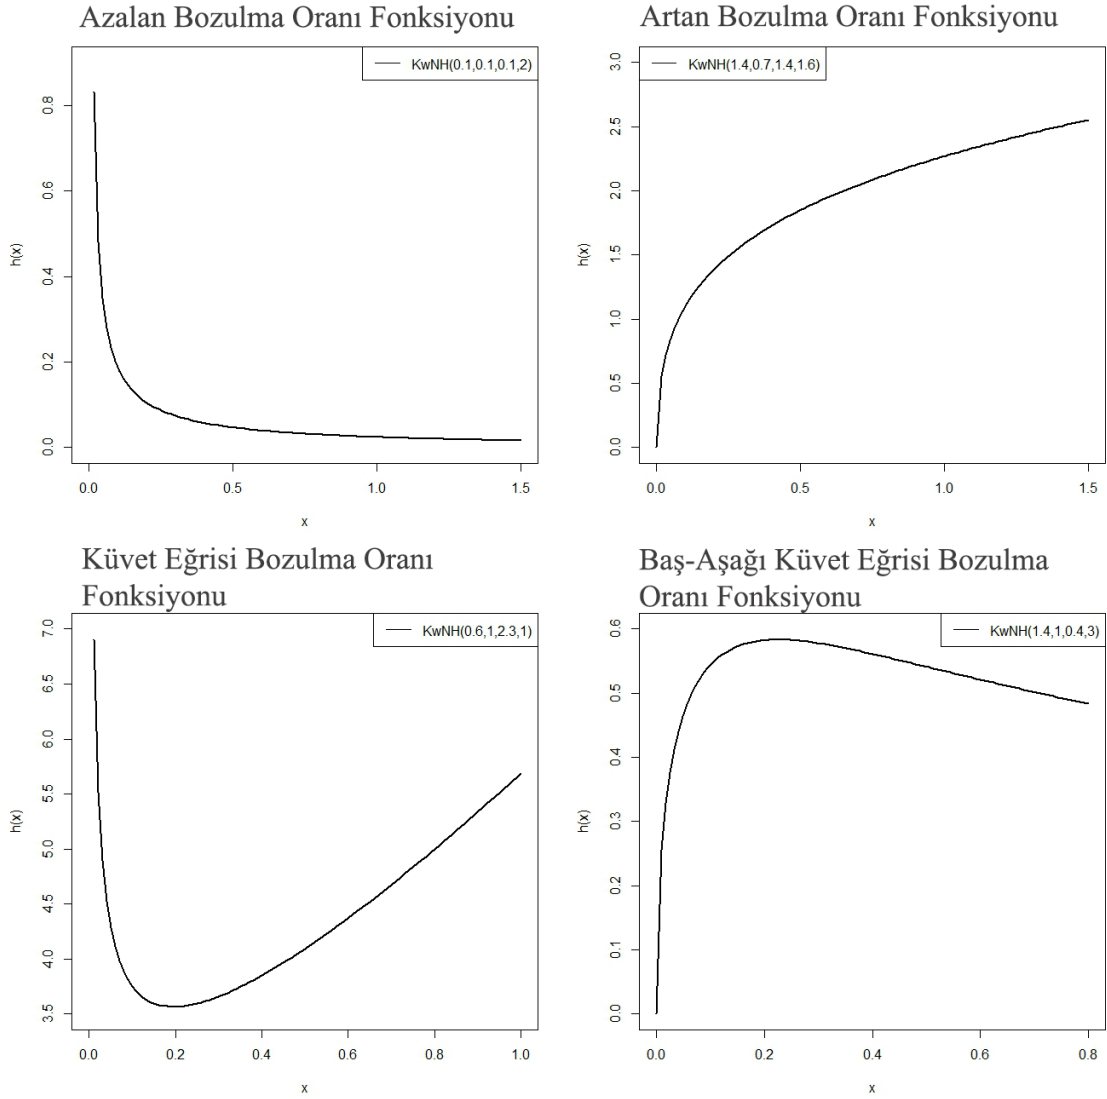 Azalan Bozulma Oranı Fonksiyonu
KwNH(0.1,0.1,0.1,2)
h(x)
0.8
0.6
0.4
0.2
0.0
0.0 0.5 1.0 1.5
x
Artan Bozulma Oranı Fonksiyonu
KwNH(1.4,0.7,1.4,1.6)
h(x)
3.0
2.5
2.0
1.5
1.0
0.5
0.0
0.0 0.5 1.0 1.5
x
Küvet Eğrisi Bozulma Oranı
Fonksiyonu
KwNH(0.6,1,2.3,1)
h(x)
7.0
6.5
6.0
5.5
5.0
4.5
4.0
3.5
0.0 0.2 0.4 0.6 0.8 1.0
x
Baş-Aşağı Küvet Eğrisi Bozulma
Oranı Fonksiyonu
KwNH(1.4,1,0.4,3)
h(x)
0.6
0.5
0.4
0.3
0.2
0.1
0.0
0.0 0.2 0.4 0.6 0.8
x